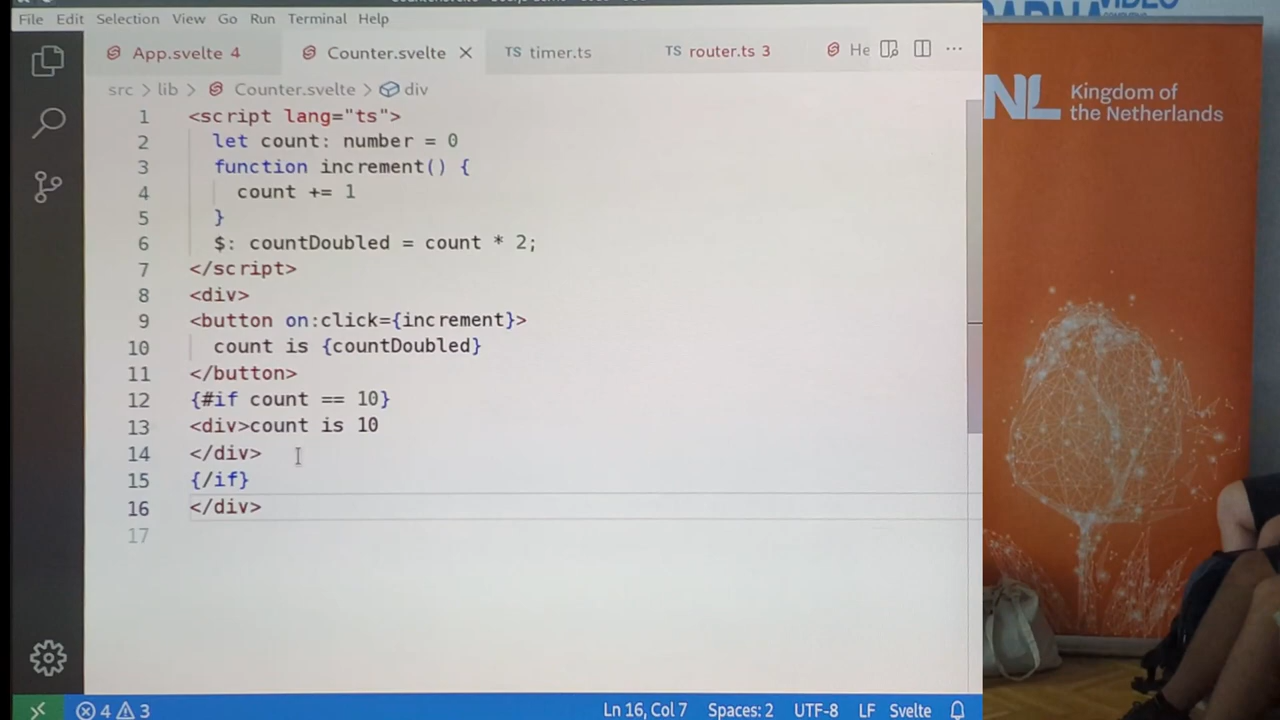 File Edit Selection View Go Run Terminal Help
App.svelte 4 Counter.svelte TS timer.ts TS router.ts 3 He ...
src > lib > Counter.svelte > div
1 <script lang="ts">
2 let count: number = 0
3 function increment() {
4 count += 1
5 }
6 $: countDoubled = count * 2;
7 </script>
8 <div>
9 <button on:click={increment}>
10 count is {countDoubled}
11 </button>
12 {#if count == 10}
13 <div>count is 10
14 </div>
15 {/if}
16 </div>
17
4 3 Ln 16, Col 7 Spaces: 2 UTF-8 LF Svelte
NL Kingdom of
the Netherlands